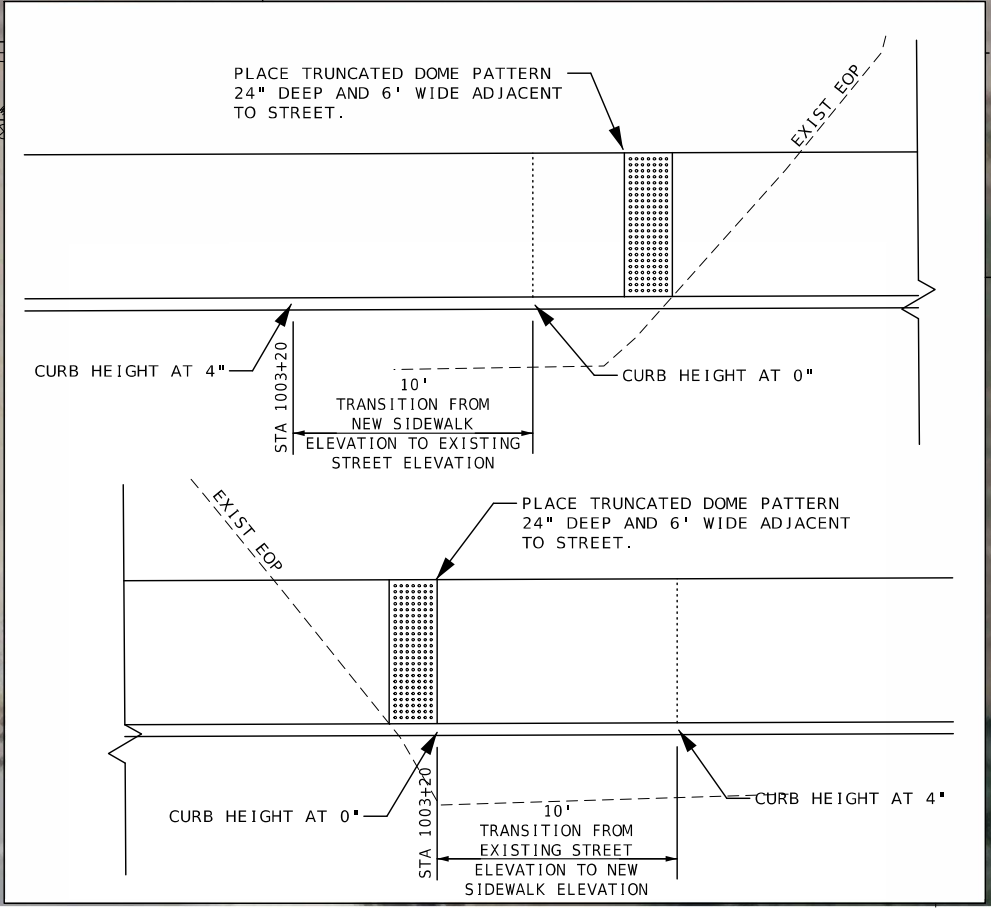 PLACE TRUNCATED DOME PATTERN
24" DEEP AND 6' WIDE ADJACENT
TO STREET.
EXIST EOP
CURB HEIGHT AT 4"
STA 1003+20
10'
TRANSITION FROM
NEW SIDEWALK
ELEVATION TO EXISTING
STREET ELEVATION
CURB HEIGHT AT 0"
EXIST EOP
PLACE TRUNCATED DOME PATTERN
24" DEEP AND 6' WIDE ADJACENT
TO STREET.
CURB HEIGHT AT 0"
STA 1003+20
10'
TRANSITION FROM
EXISTING STREET
ELEVATION TO NEW
SIDEWALK ELEVATION
CURB HEIGHT AT 4"